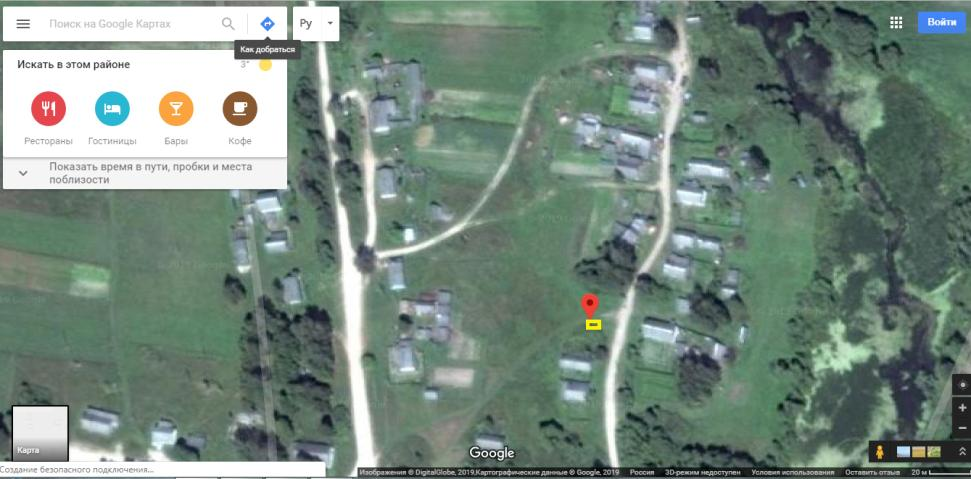 Поиск на Google Картах
Ру
Войти
Как добраться
Искать в этом районе
3°
Рестораны
Гостиницы
Бары
Кофе
Показать время в пути, пробки и места
поблизости
Карта
Google
Создание безопасного подключения...
Изображения © DigitalGlobe, 2019,Картографические данные © Google, 2019 Россия 3D-режим недоступен Условия использования Оставить отзыв 20 м